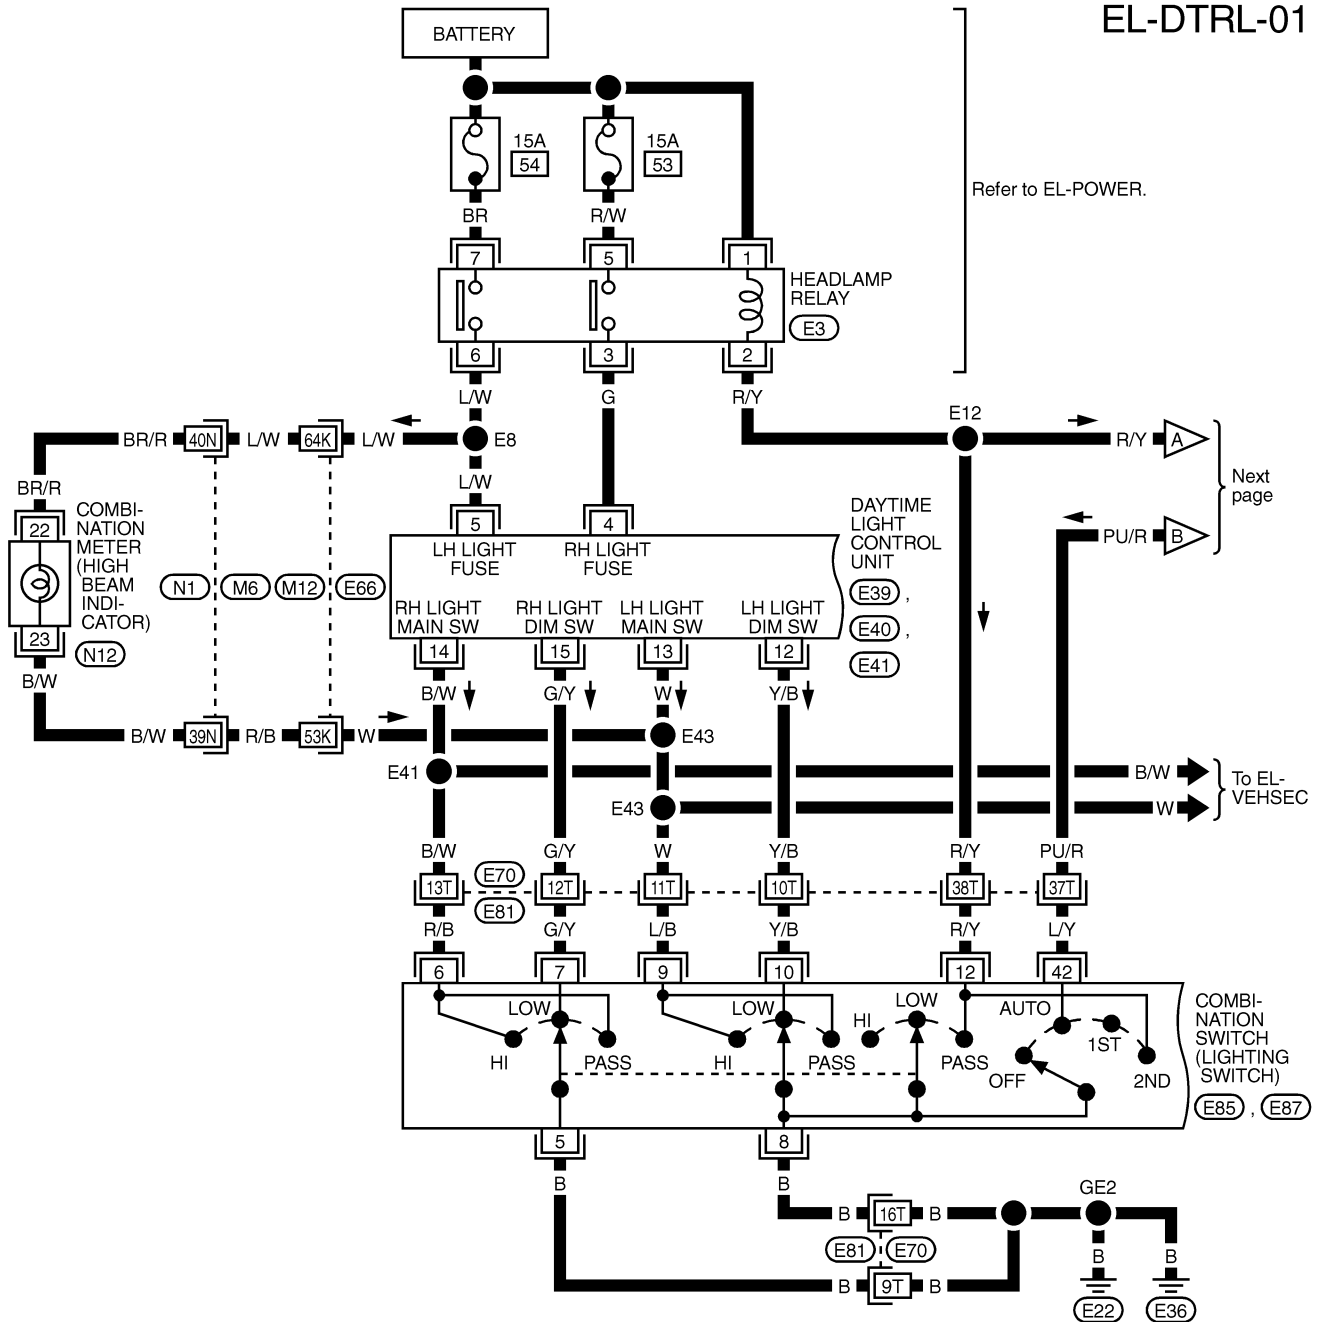 EL-DTRL-01
BATTERY
15A
54
15A
53
Refer to EL-POWER.
BR
R/W
7
5
1
HEADLAMP
RELAY
E3
6
3
2
L/W
G
R/Y
E12
BR/R
40N
L/W
64K
L/W
E8
R/Y
A
L/W
BR/R
Next
page
22
COMBI-
NATION
METER
(HIGH
BEAM
INDI-
CATOR)
5
4
DAYTIME
LIGHT
CONTROL
UNIT
PU/R
B
LH LIGHT
FUSE
RH LIGHT
FUSE
N1
M6
M12
E66
E39 ,
E40 ,
E41
RH LIGHT
MAIN SW
RH LIGHT
DIM SW
LH LIGHT
MAIN SW
LH LIGHT
DIM SW
23
N12
14
15
13
12
B/W
B/W
G/Y
W
Y/B
B/W
39N
R/B
53K
W
E43
E41
B/W
To EL-
VEHSEC
E43
W
B/W
G/Y
W
Y/B
R/Y
PU/R
13T
E70
12T
11T
10T
38T
37T
E81
R/B
G/Y
L/B
Y/B
R/Y
L/Y
6
7
9
10
12
42
LOW
HI
PASS
LOW
HI
PASS
LOW
HI
PASS
AUTO
1ST
OFF
2ND
COMBI-
NATION
SWITCH
(LIGHTING
SWITCH)
E85 , E87
5
8
B
B
GE2
B
16T
B
E81
E70
B
B
B
9T
B
E22
E36